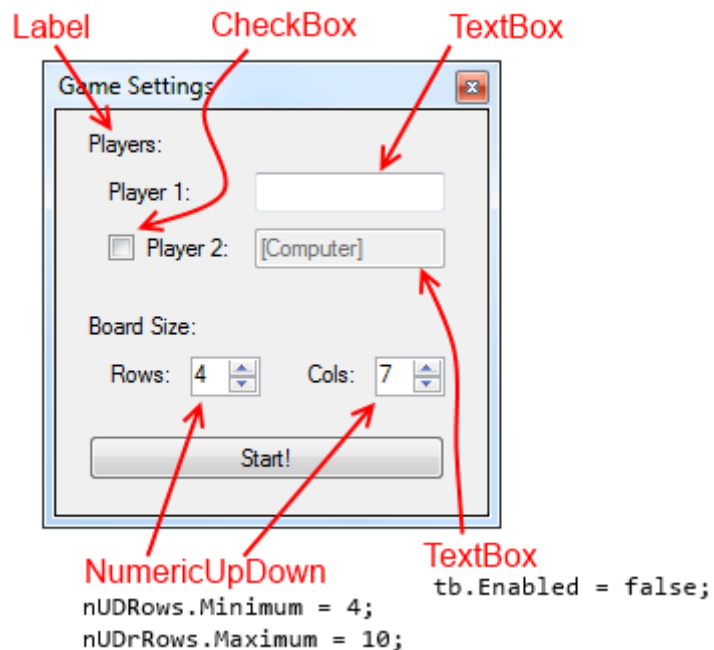 Label CheckBox TextBox
Game Settings
Players:
Player 1:
Player 2: [Computer]
Board Size:
Rows: 4 Cols: 7
Start!
NumericUpDown TextBox
tb.Enabled = false;
nUDRows.Minimum = 4;
nUDrRows.Maximum = 10;